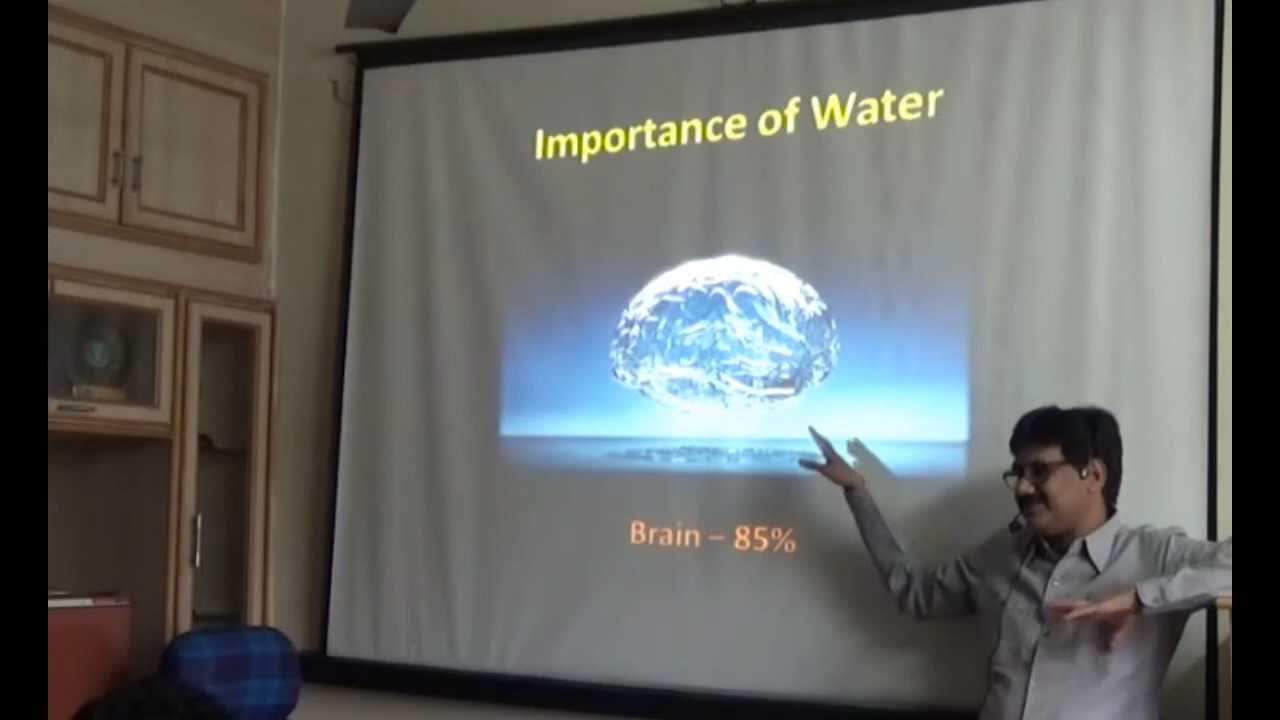 Importance of Water
Brain – 85%